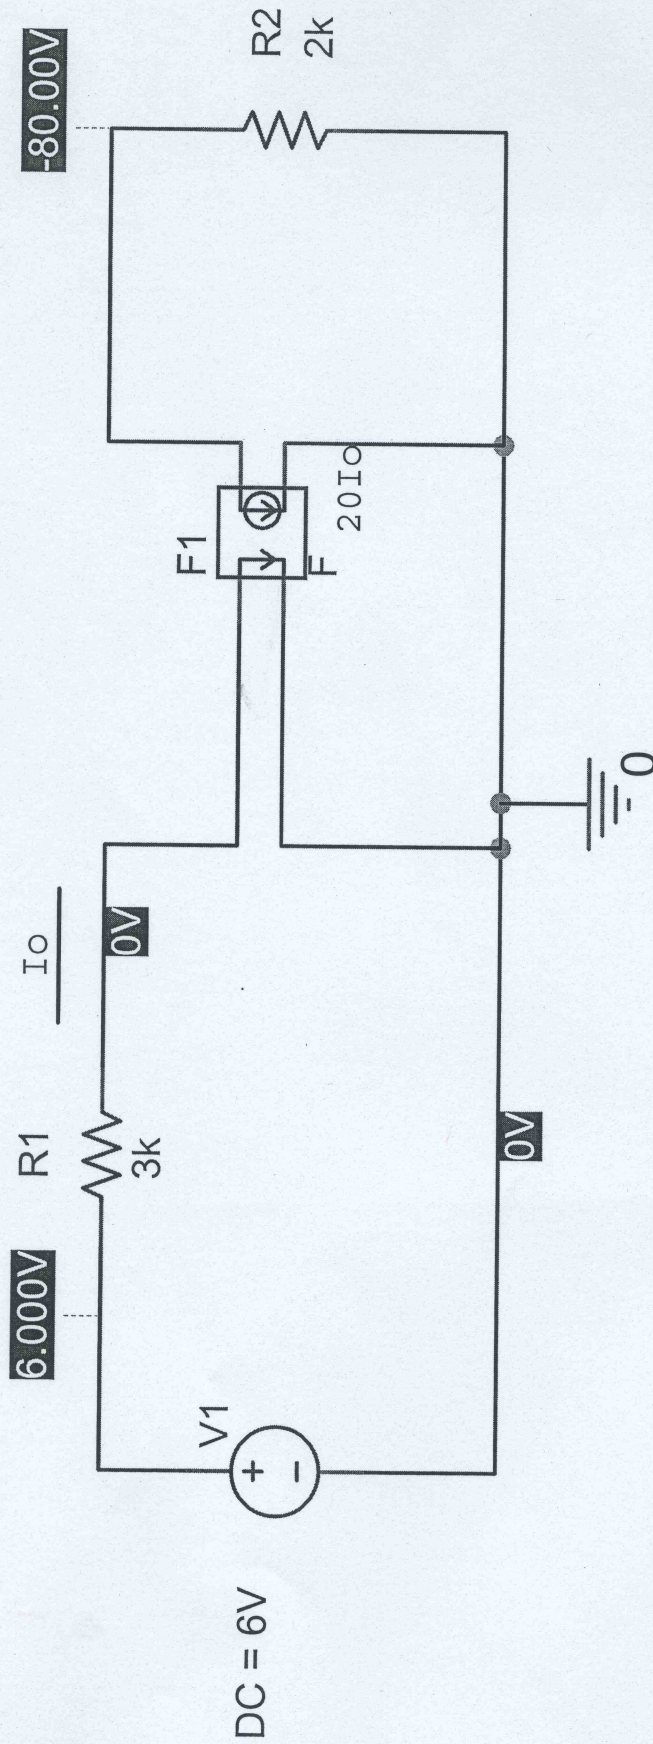 6.000V
R1
3k
Io
0V
DC = 6V
V1
+
-
0V
F1
F
20Io
-80.00V
R2
2k
0